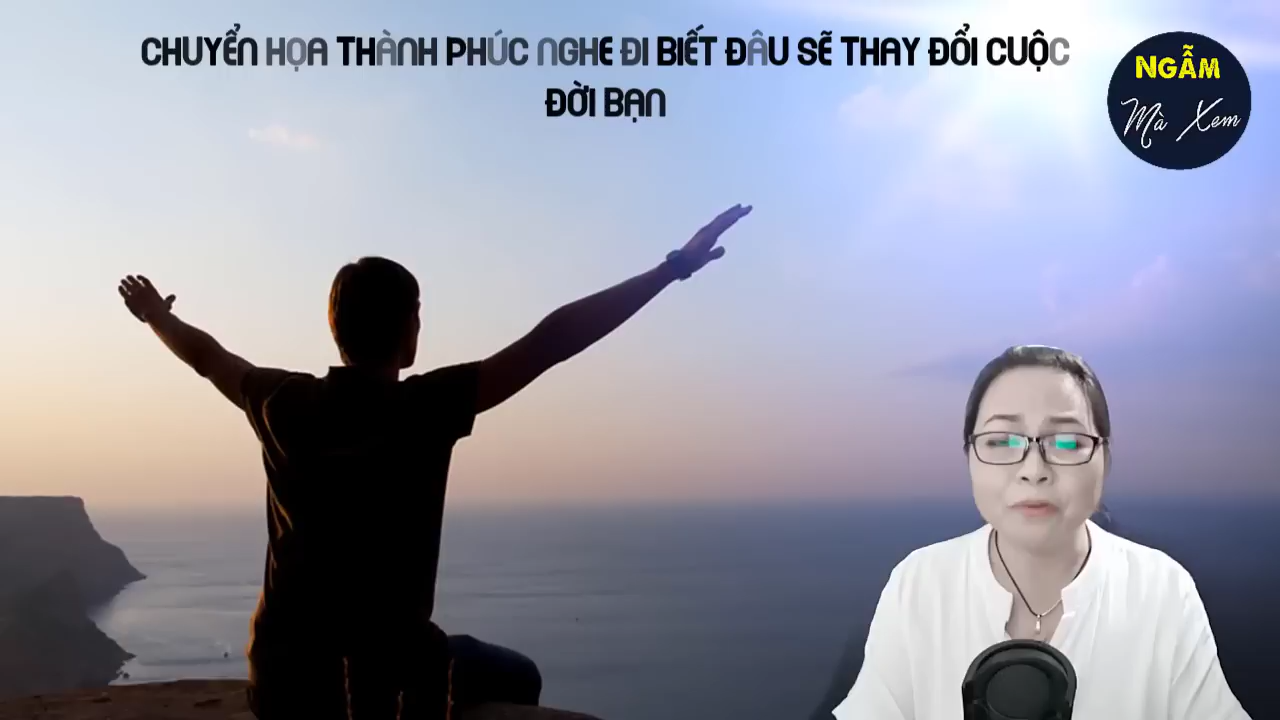 CHUYỂN HỌA THÀNH PHÚC NGHE ĐI BIẾT ĐÂU SẼ THAY ĐỔI CUỘC
ĐỜI BẠN
NGẪM
Mà Xem